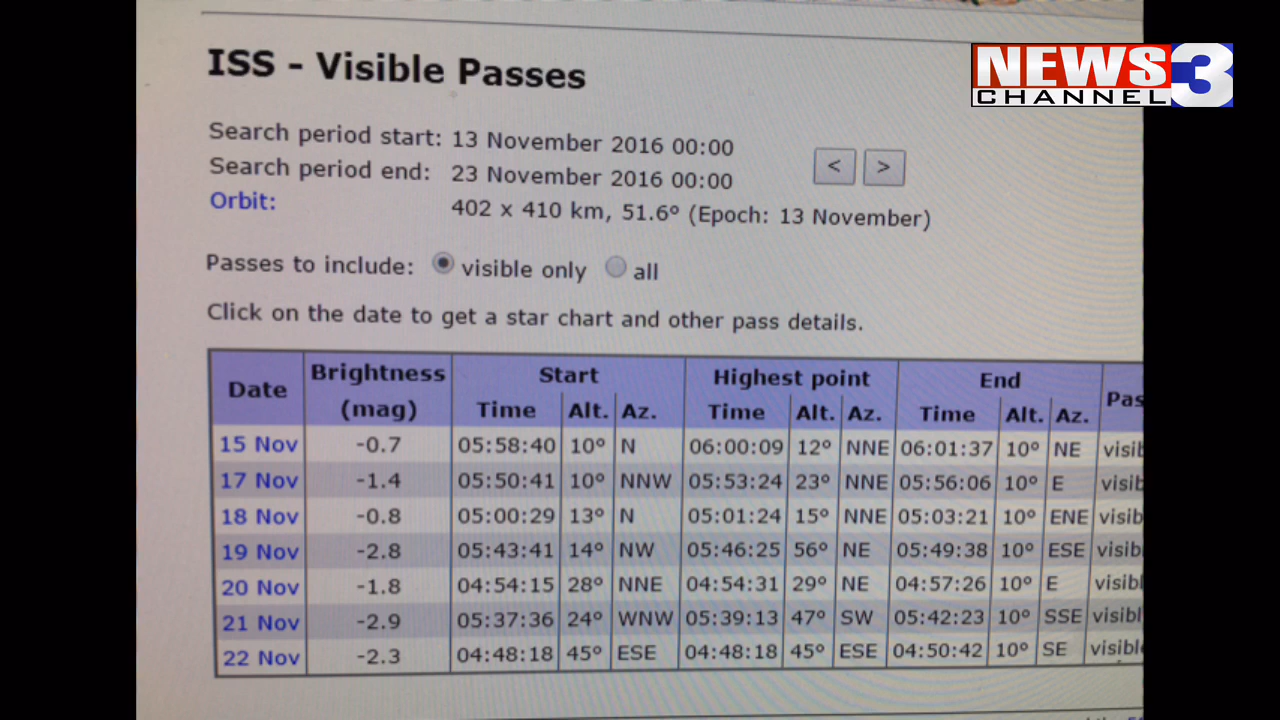 NEWS 3
CHANNEL
ISS - Visible Passes
Search period start: 13 November 2016 00:00
Search period end: 23 November 2016 00:00
< >
Orbit: 402 x 410 km, 51.6° (Epoch: 13 November)
Passes to include: visible only all
Click on the date to get a star chart and other pass details.
Date Brightness (mag) Start Highest point End
Time Alt. Az. Time Alt. Az. Time Alt. Az.
15 Nov -0.7 05:58:40 10° N 06:00:09 12° NNE 06:01:37 10° NE
17 Nov -1.4 05:50:41 10° NNW 05:53:24 23° NNE 05:56:06 10° E
18 Nov -0.8 05:00:29 13° N 05:01:24 15° NNE 05:03:21 10° ENE
19 Nov -2.8 05:43:41 14° NW 05:46:25 56° NE 05:49:38 10° ESE
20 Nov -1.8 04:54:15 28° NNE 04:54:31 29° NE 04:57:26 10° E
21 Nov -2.9 05:37:36 24° WNW 05:39:13 47° SW 05:42:23 10° SSE
22 Nov -2.3 04:48:18 45° ESE 04:48:18 45° ESE 04:50:42 10° SE